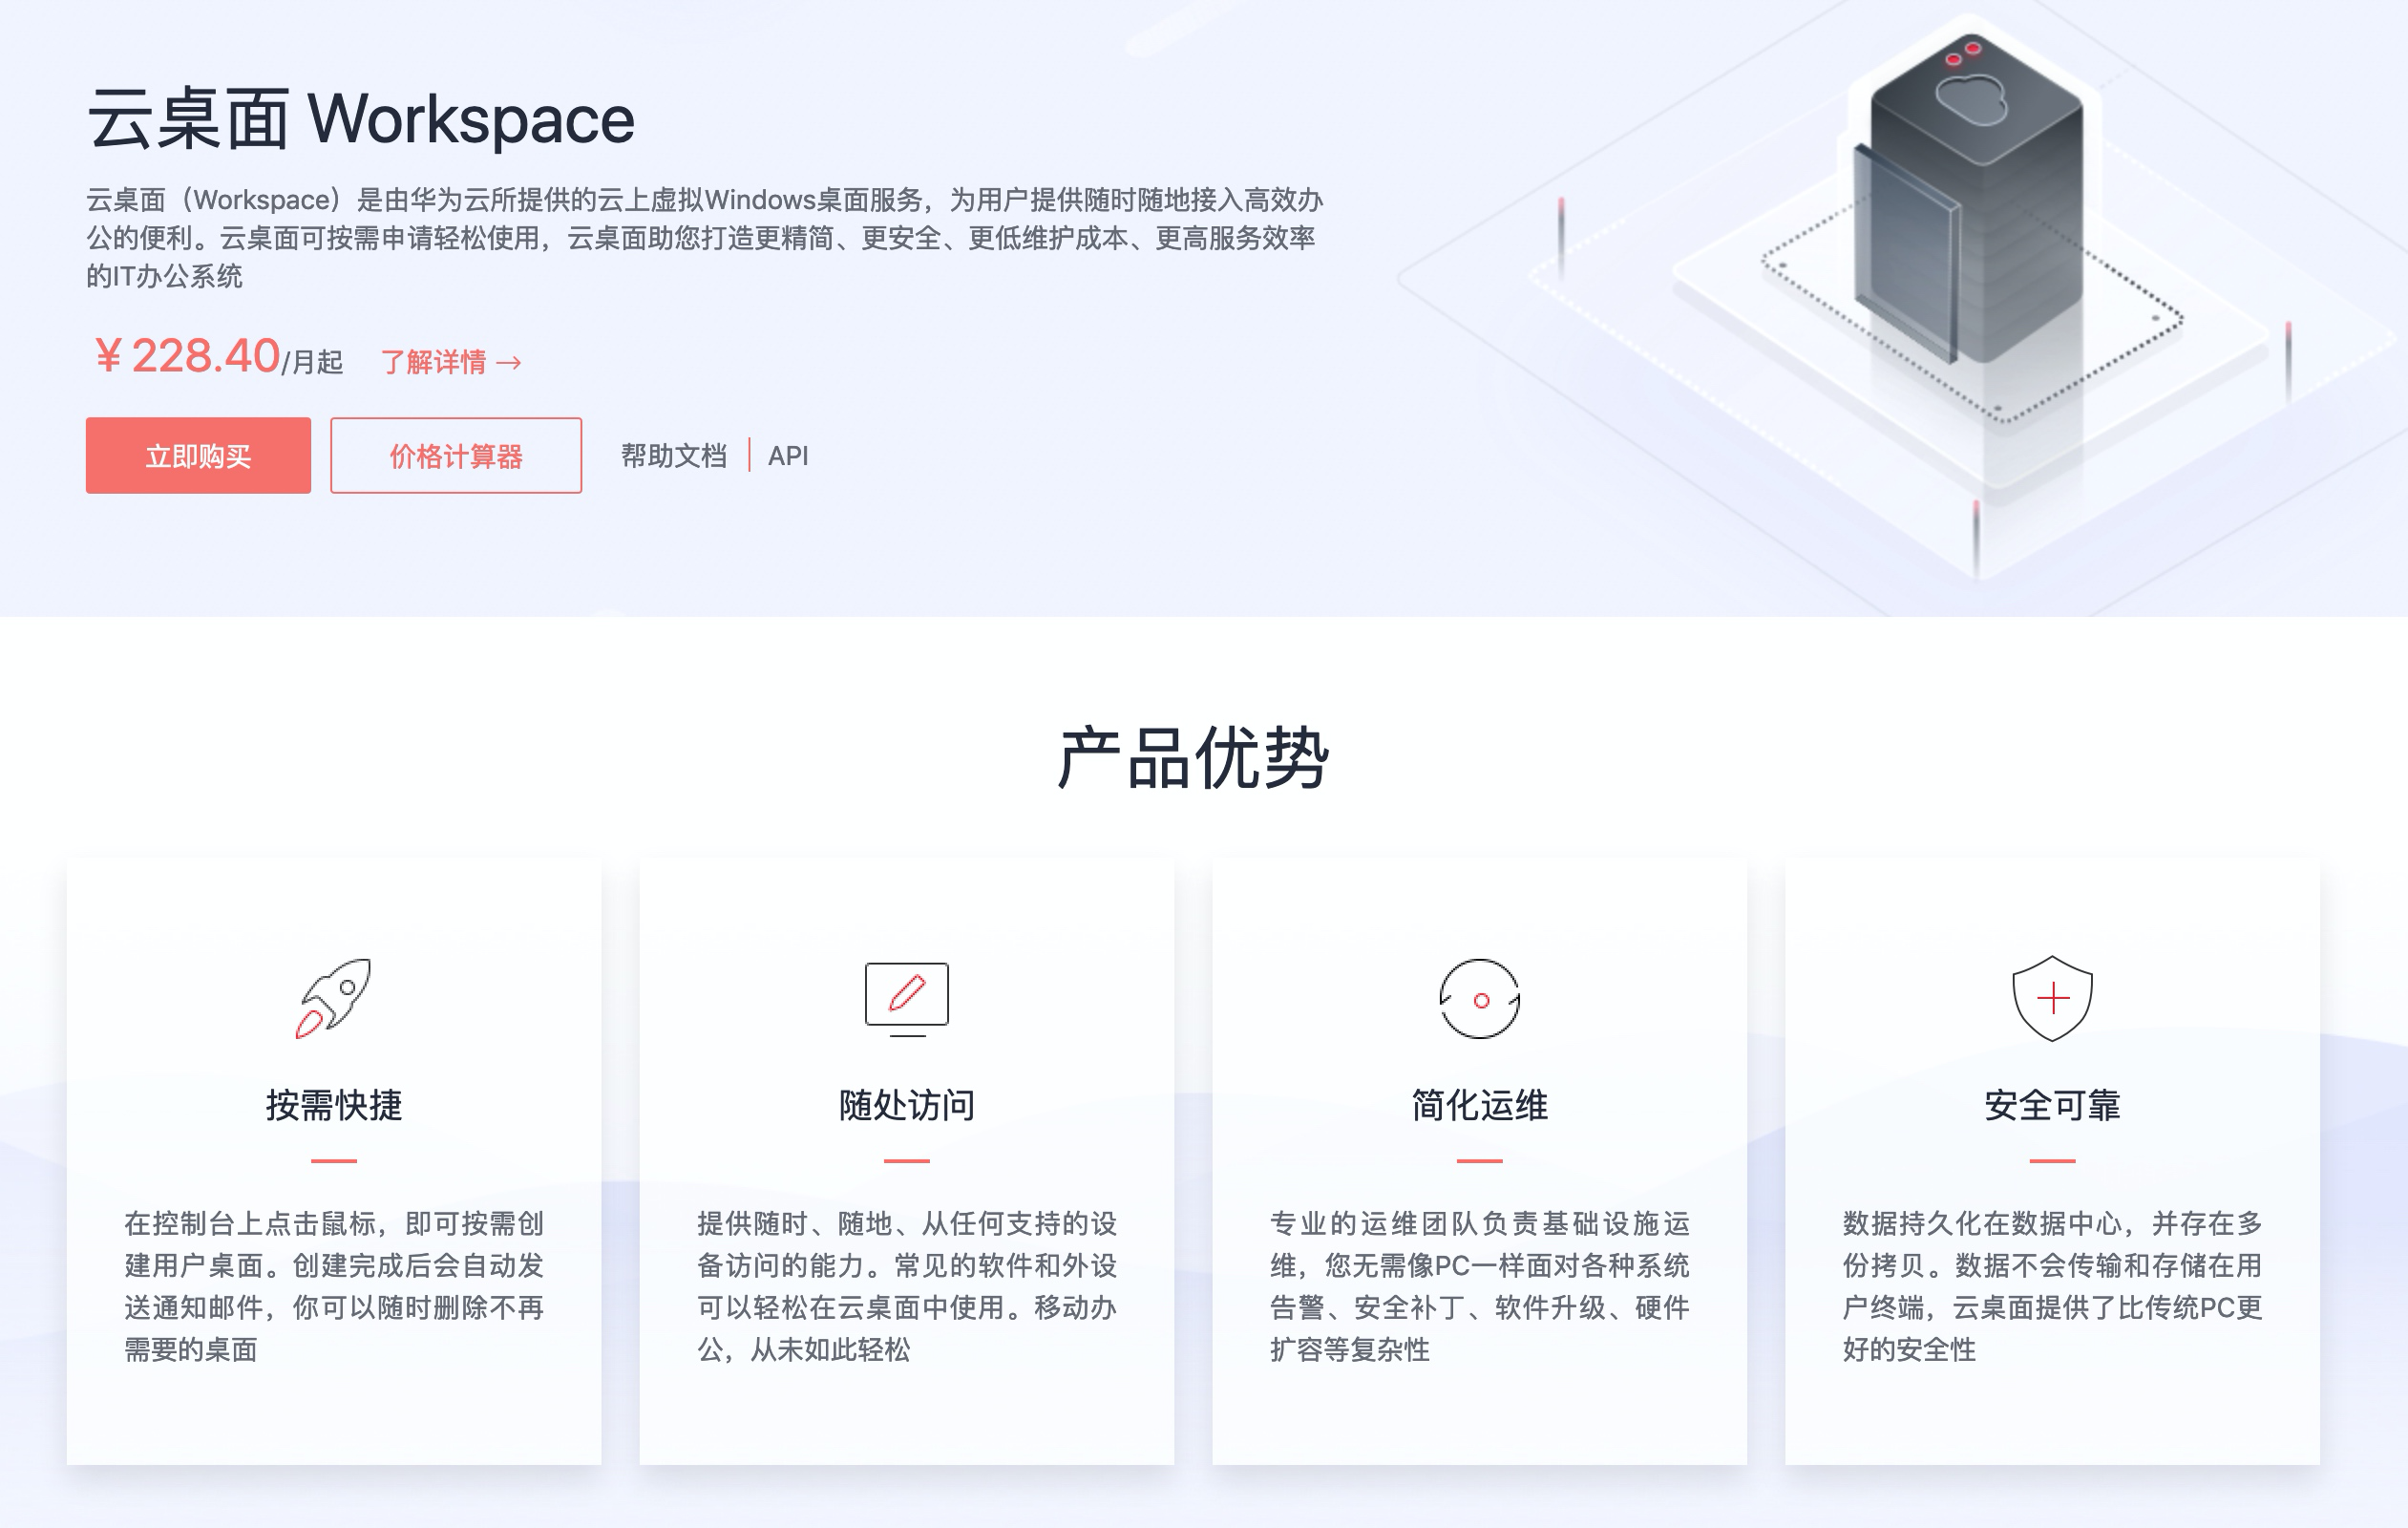 云桌面 Workspace
云桌面（Workspace）是由华为云所提供的云上虚拟Windows桌面服务，为用户提供随时随地接入高效办
公的便利。云桌面可按需申请轻松使用，云桌面助您打造更精简、更安全、更低维护成本、更高服务效率
的IT办公系统
￥228.40/月起 了解详情 →
立即购买 价格计算器 帮助文档 | API
产品优势
按需快捷
在控制台上点击鼠标，即可按需创
建用户桌面。创建完成后会自动发
送通知邮件，你可以随时删除不再
需要的桌面
随处访问
提供随时、随地、从任何支持的设
备访问的能力。常见的软件和外设
可以轻松在云桌面中使用。移动办
公，从未如此轻松
简化运维
专业的运维团队负责基础设施运
维，您无需像PC一样面对各种系统
告警、安全补丁、软件升级、硬件
扩容等复杂性
安全可靠
数据持久化在数据中心，并存在多
份拷贝。数据不会传输和存储在用
户终端，云桌面提供了比传统PC更
好的安全性